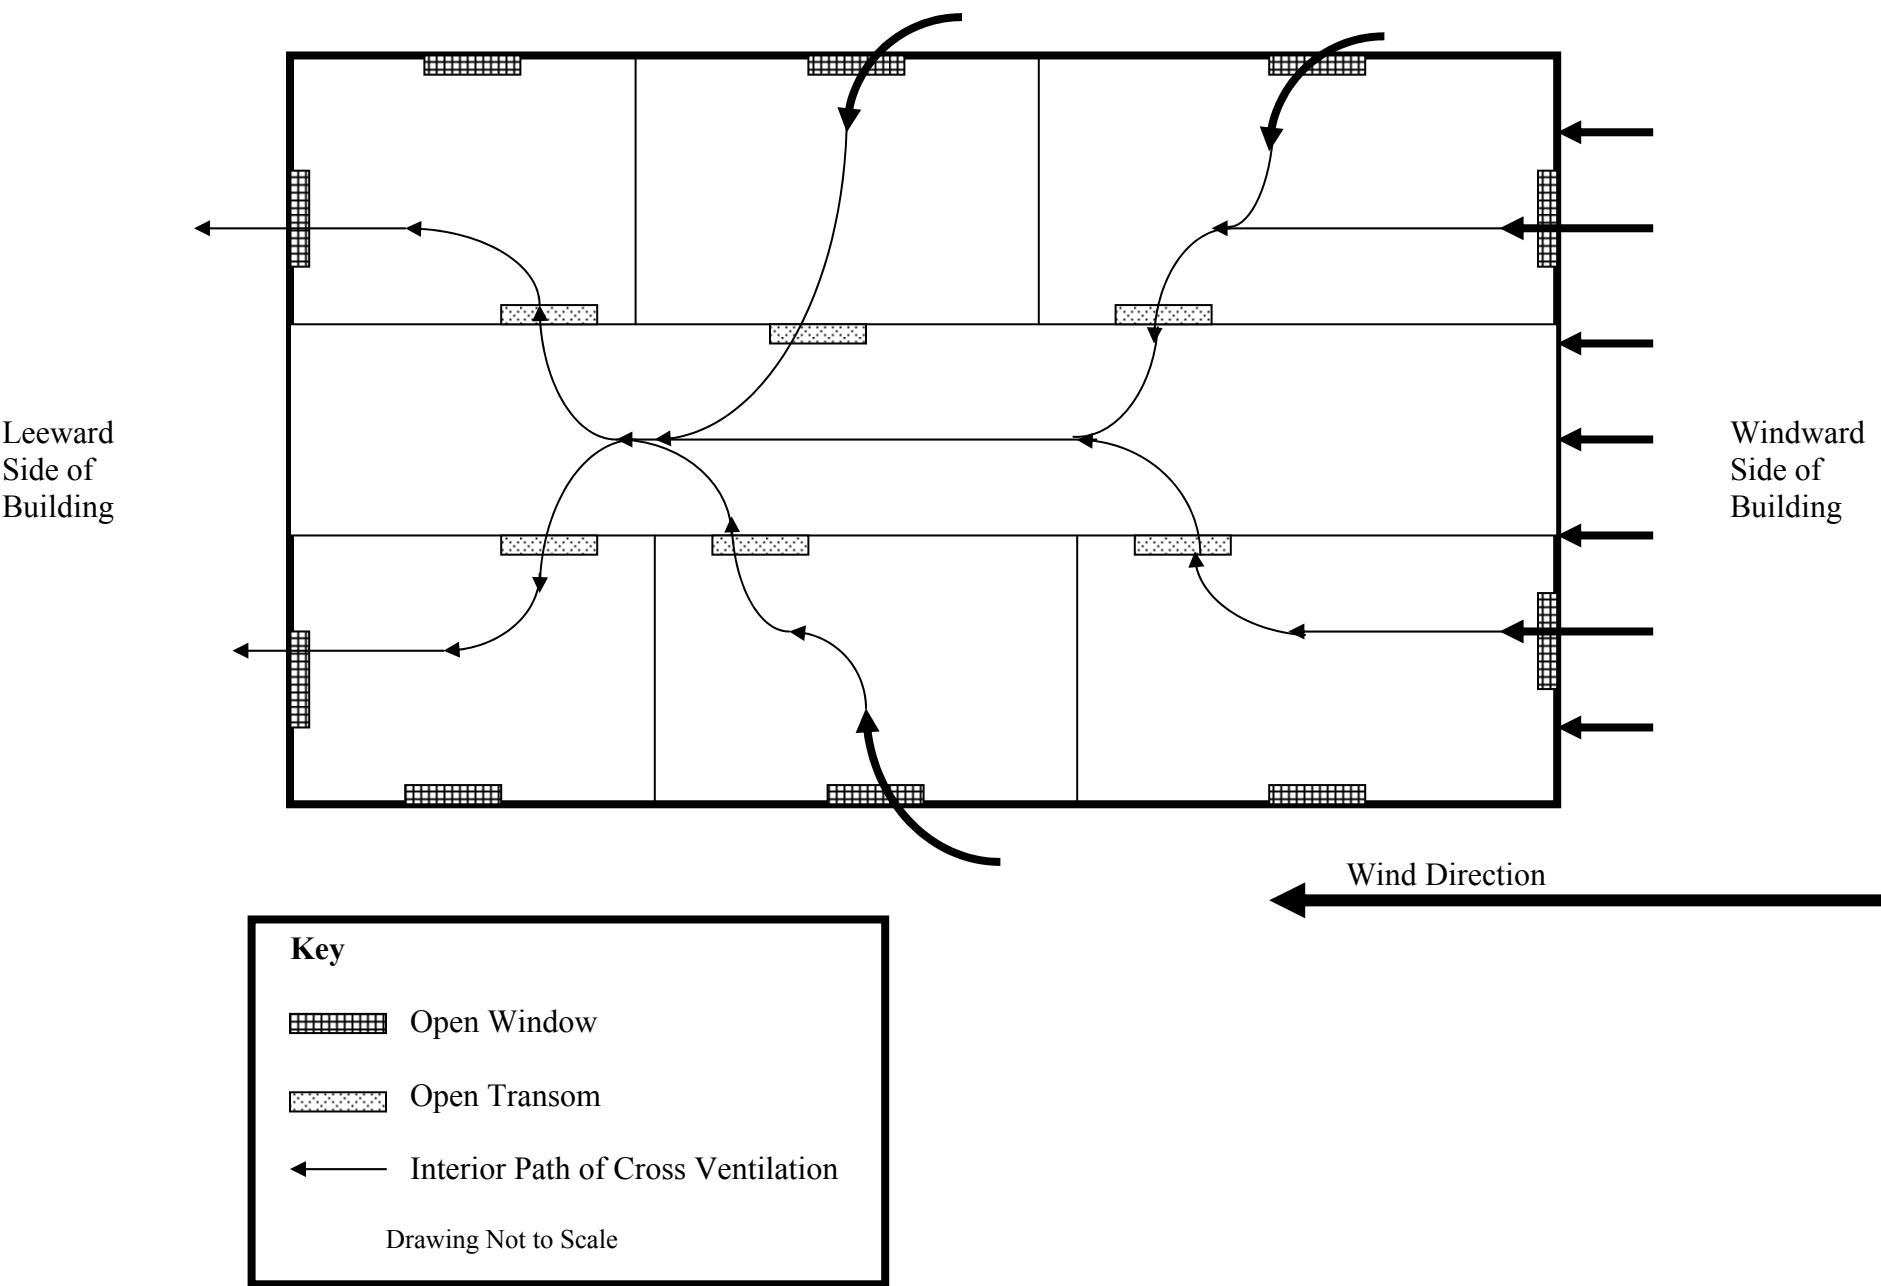 Leeward
Side of
Building
Windward
Side of
Building
Wind Direction
Key
Open Window
Open Transom
Interior Path of Cross Ventilation
Drawing Not to Scale